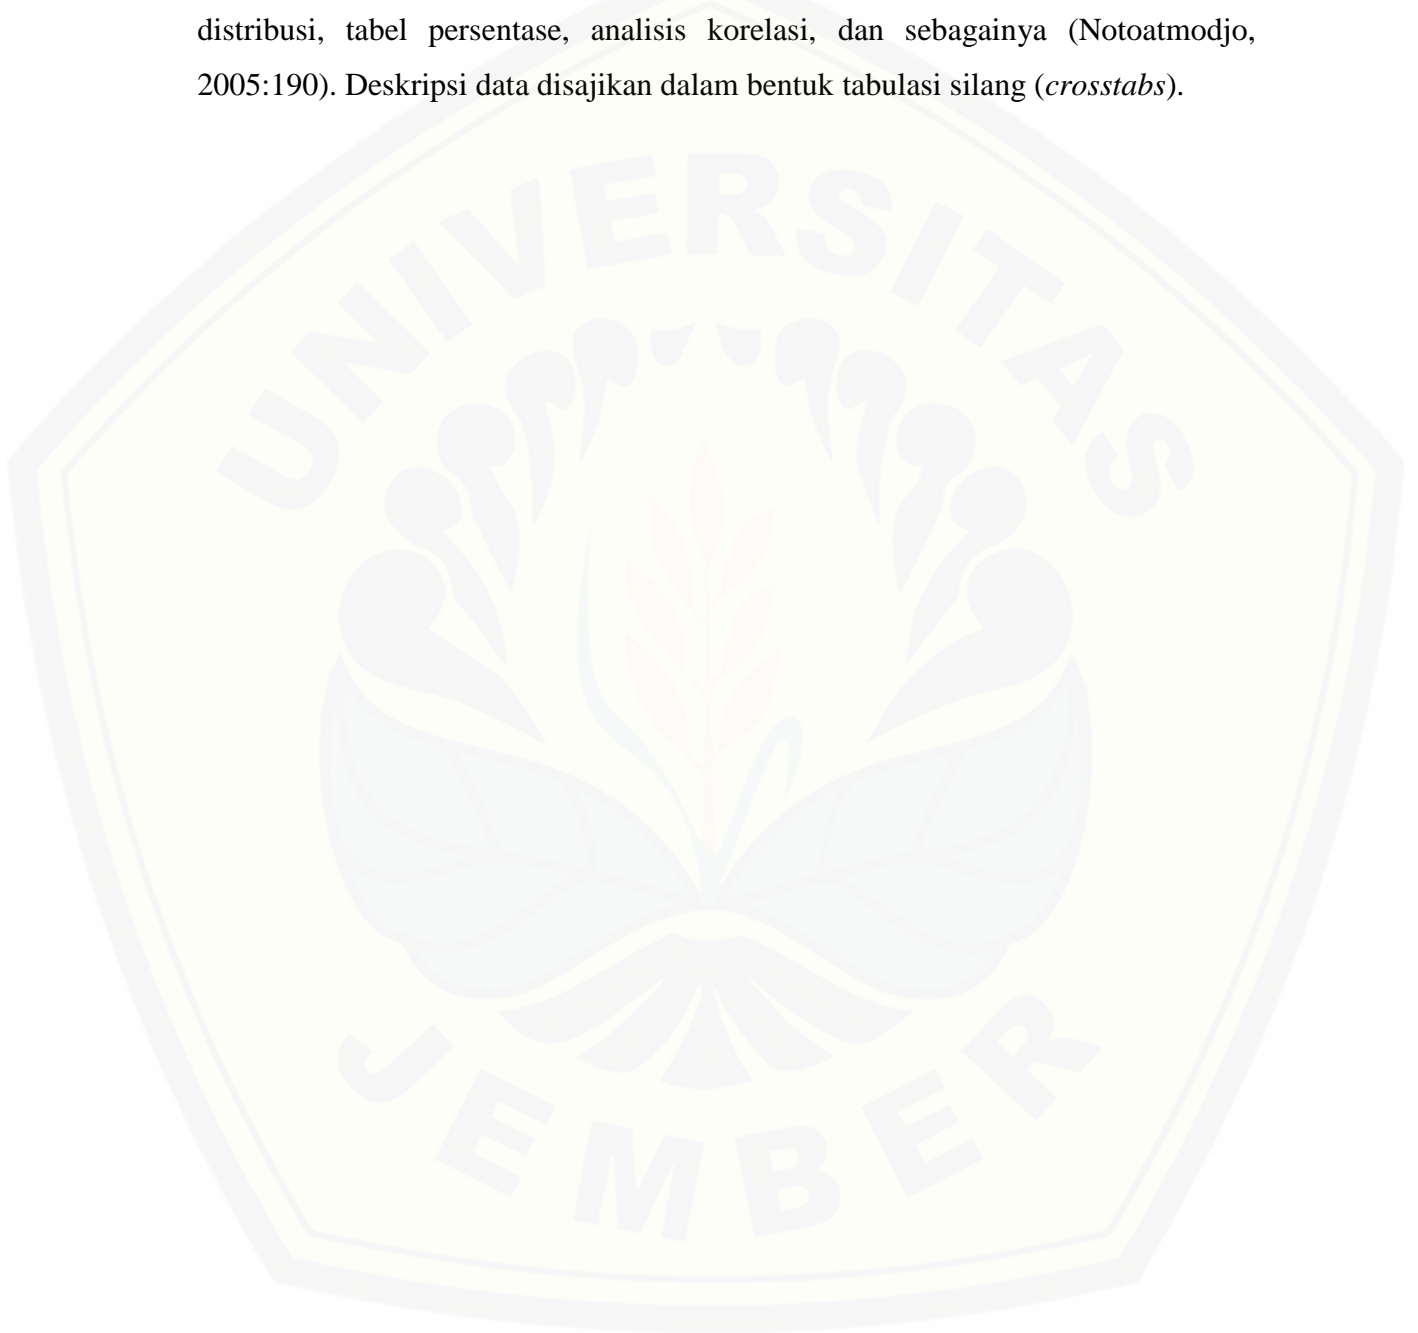 distribusi, tabel persentase, analisis korelasi, dan sebagainya (Notoatmodjo,
2005:190). Deskripsi data disajikan dalam bentuk tabulasi silang (crosstabs).
UNIVERSITAS
JEMBER